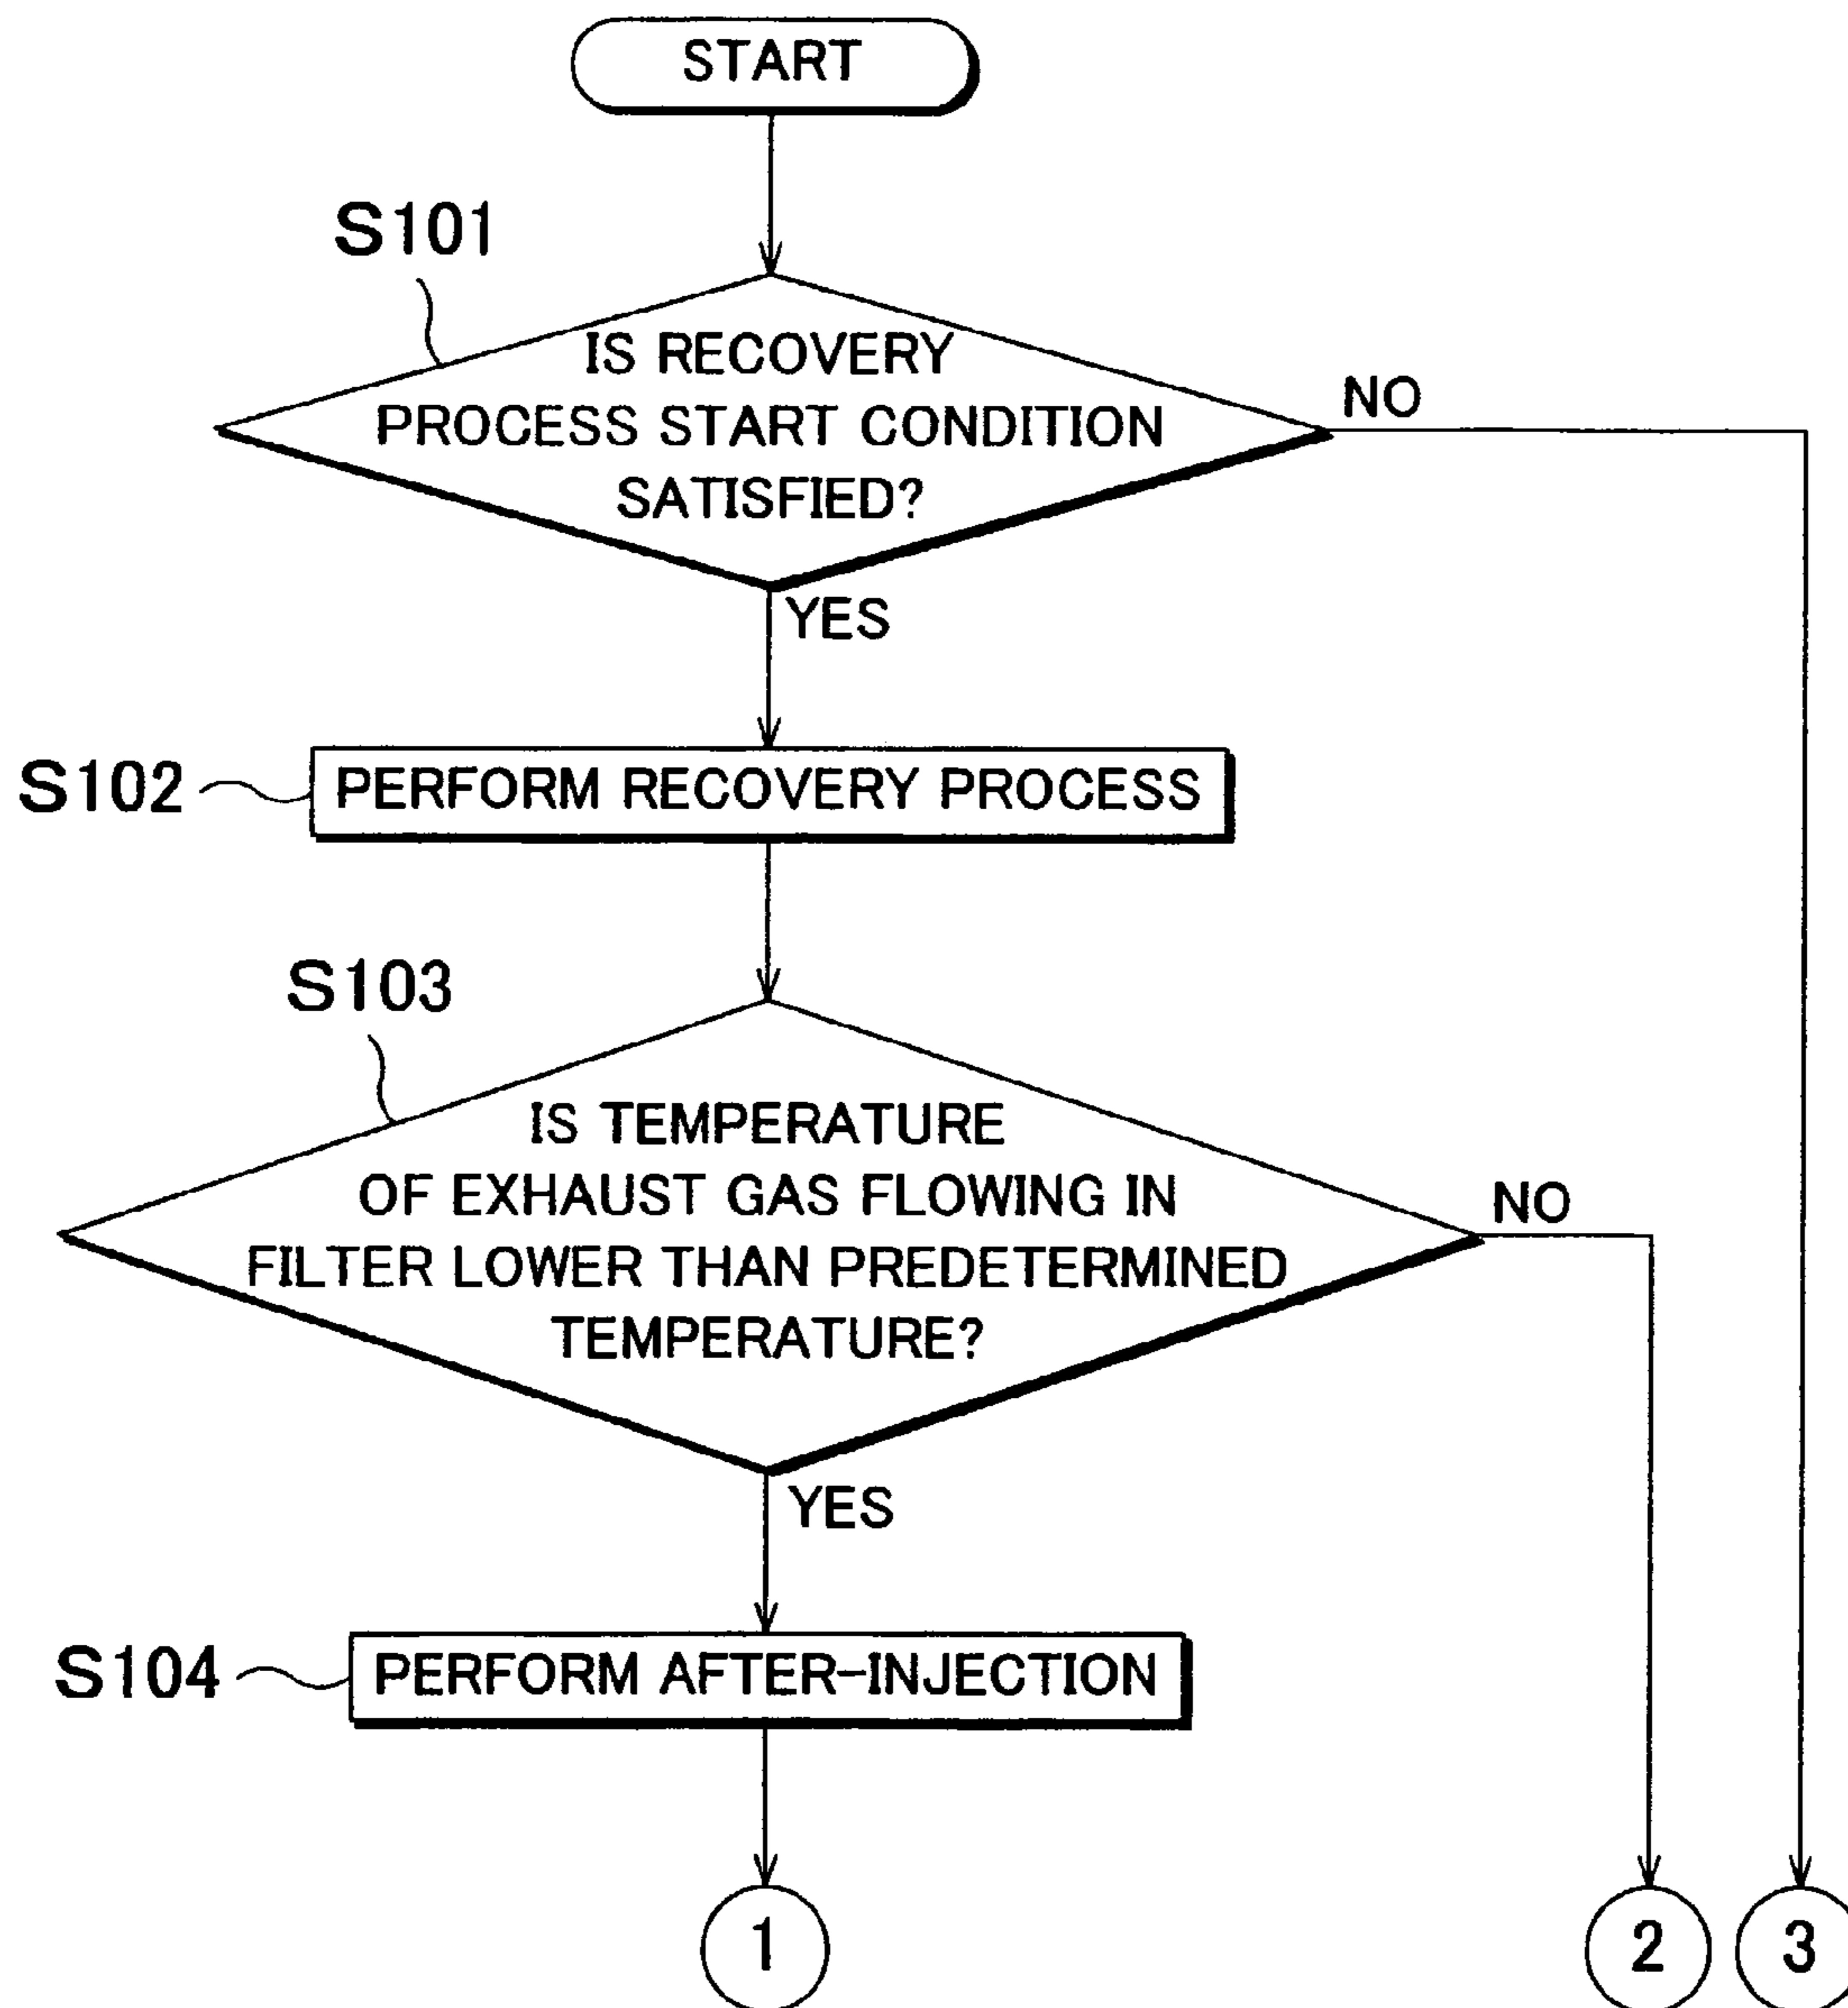 START
S101
IS RECOVERY
PROCESS START CONDITION
SATISFIED?
NO
YES
S102
PERFORM RECOVERY PROCESS
S103
IS TEMPERATURE
OF EXHAUST GAS FLOWING IN
FILTER LOWER THAN PREDETERMINED
TEMPERATURE?
NO
YES
S104
PERFORM AFTER-INJECTION
1
2
3